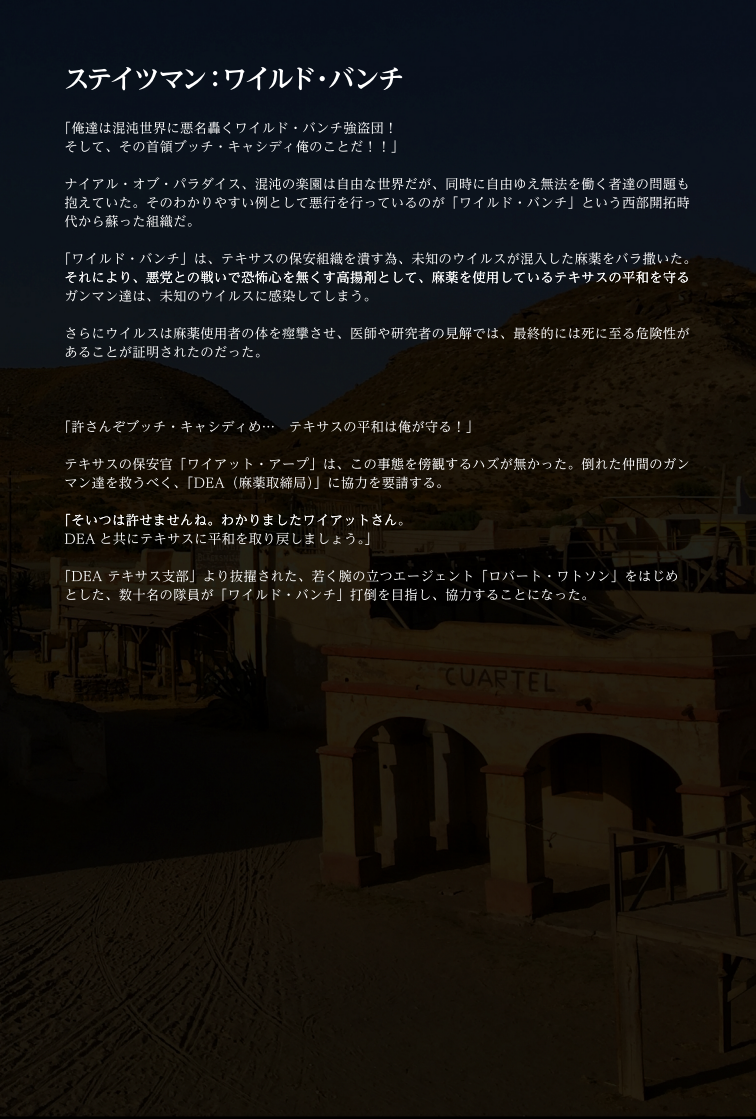 ステイツマン：ワイルド・バンチ
「俺達は混沌世界に悪名轟くワイルド・バンチ強盗団！
そして、その首領ブッチ・キャシディ俺のことだ！！」
ナイアル・オブ・パラダイス、混沌の楽園は自由な世界だが、同時に自由ゆえ無法を働く者達の問題も
抱えていた。そのわかりやすい例として悪行を行っているのが「ワイルド・バンチ」という西部開拓時
代から蘇った組織だ。
「ワイルド・バンチ」は、テキサスの保安組織を潰す為、未知のウイルスが混入した麻薬をバラ撒いた。
それにより、悪党との戦いで恐怖心を無くす高揚剤として、麻薬を使用しているテキサスの平和を守る
ガンマン達は、未知のウイルスに感染してしまう。
さらにウイルスは麻薬使用者の体を痙攣させ、医師や研究者の見解では、最終的には死に至る危険性が
あることが証明されたのだった。
「許さんぞブッチ・キャシディめ…　テキサスの平和は俺が守る！」
テキサスの保安官「ワイアット・アープ」は、この事態を傍観するハズが無かった。倒れた仲間のガン
マン達を救うべく、「DEA（麻薬取締局）」に協力を要請する。
「そいつは許せませんね。わかりましたワイアットさん。
DEA と共にテキサスに平和を取り戻しましょう。」
「DEA テキサス支部」より抜擢された、若く腕の立つエージェント「ロバート・ワトソン」をはじめ
とした、数十名の隊員が「ワイルド・バンチ」打倒を目指し、協力することになった。
CUARTEL